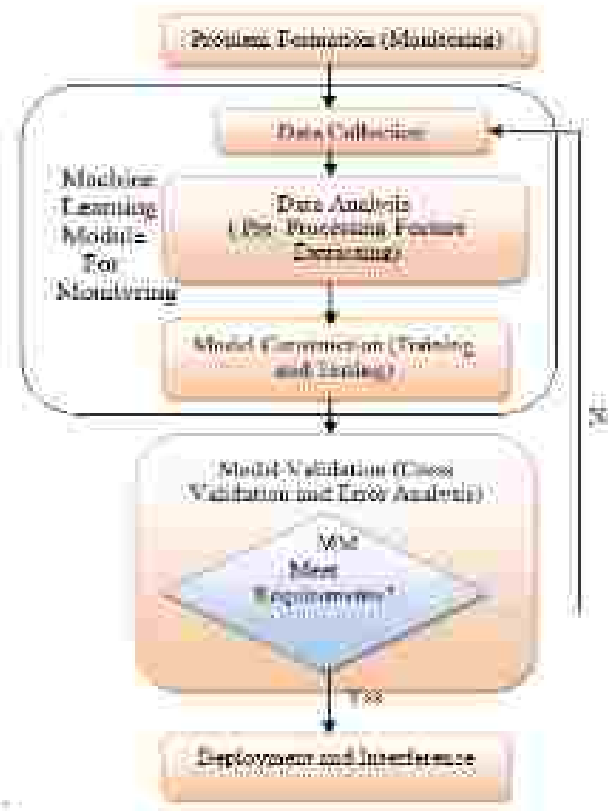 Problem Formation (Monitoring)
Data Collection
Machine
Learning
Module
For
Monitoring
Data Analysis
(Pre Processing Feature
Extracting)
Model Construction (Training
and Testing)
Model Validation (Cross
Validation and Error Analysis)
Meet
Requirements?
Yes
Deployment and Interference